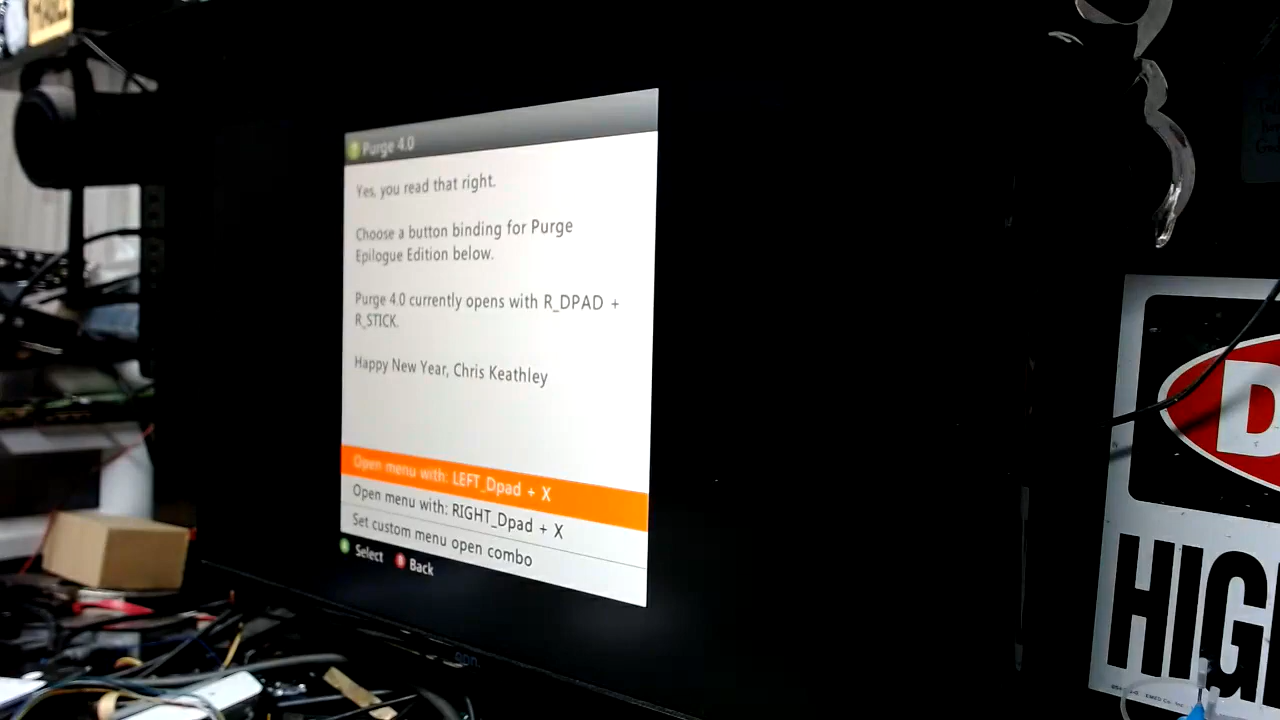 Purge 4.0
Yes, you read that right.
Choose a button binding for Purge
Epilogue Edition below.
Purge 4.0 currently opens with R_DPAD +
R_STICK.
Happy New Year, Chris Keathley
Open menu with: LEFT_Dpad + X
Open menu with: RIGHT_Dpad + X
Set custom menu open combo
Select
Back
D
HIG